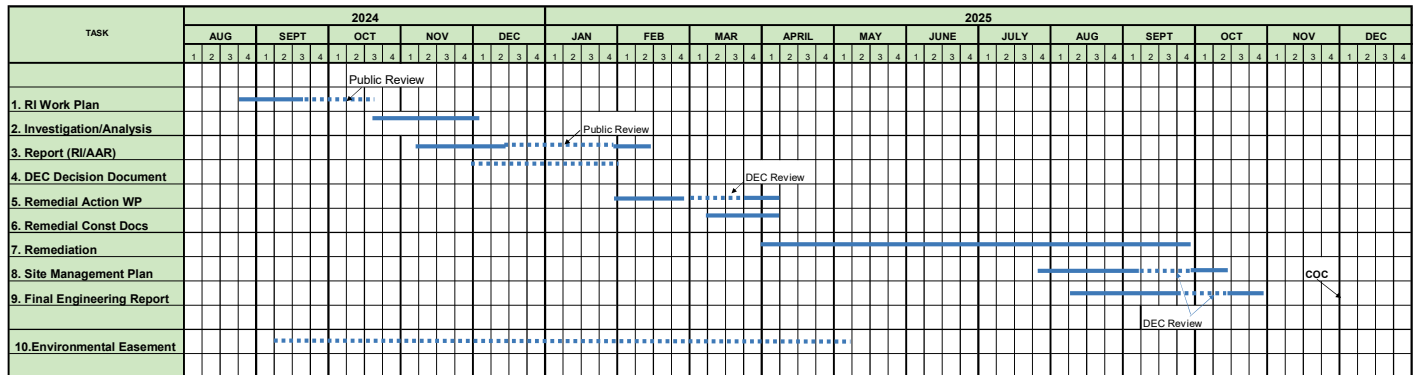 2024 2025
TASK
AUG SEPT OCT NOV DEC JAN FEB MAR APRIL MAY JUNE JULY AUG SEPT OCT NOV DEC
1 2 3 4 1 2 3 4 1 2 3 4 1 2 3 4 1 2 3 4 1 2 3 4 1 2 3 4 1 2 3 4 1 2 3 4 1 2 3 4 1 2 3 4 1 2 3 4 1 2 3 4 1 2 3 4 1 2 3 4 1 2 3 4 1 2 3 4
Public Review
1. RI Work Plan
2. Investigation/Analysis
Public Review
3. Report (RI/AAR)
4. DEC Decision Document
DEC Review
5. Remedial Action WP
6. Remedial Const Docs
7. Remediation
8. Site Management Plan
COC
9. Final Engineering Report
DEC Review
10.Environmental Easement